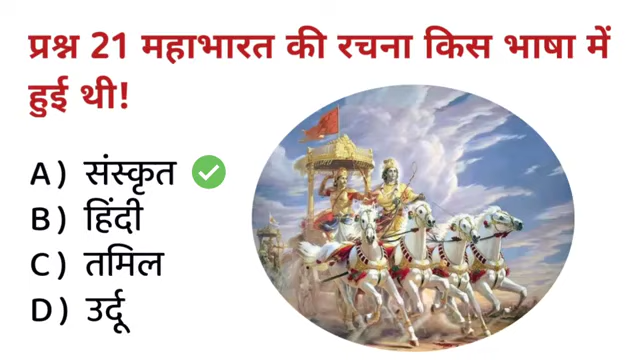 प्रश्न 21 महाभारत की रचना किस भाषा में
हुई थी!
A) संस्कृत
B) हिंदी
C) तमिल
D) उर्दू